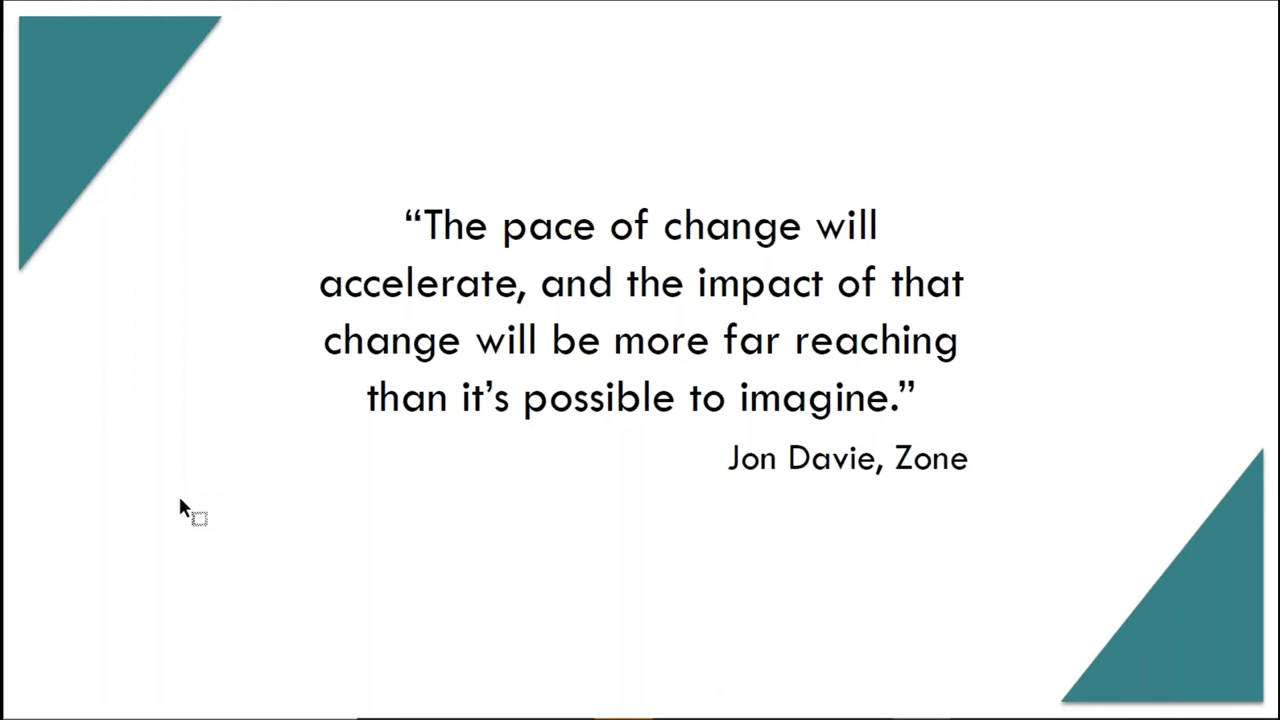 “The pace of change will
accelerate, and the impact of that
change will be more far reaching
than it’s possible to imagine.”
Jon Davie, Zone